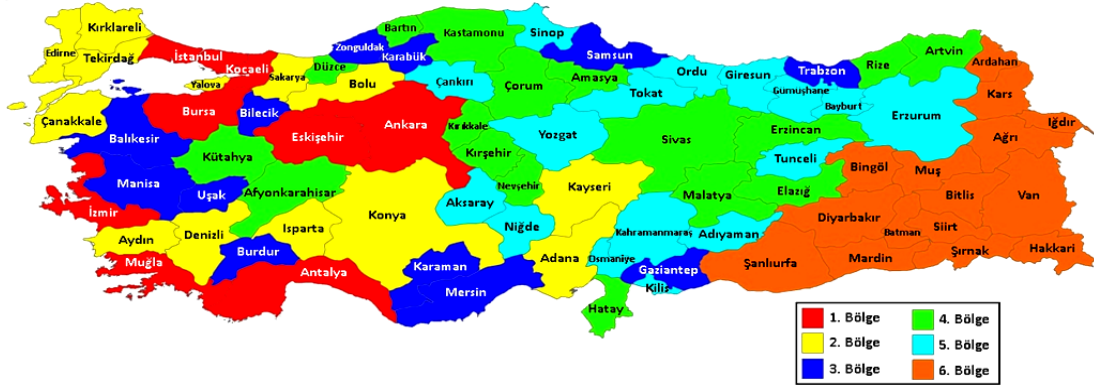 Kırklareli
Edirne
Tekirdağ
İstanbul
Kocaeli
Yalova
Sakarya
Düzce
Bolu
Zonguldak
Bartın
Karabük
Kastamonu
Sinop
Samsun
Çankırı
Çorum
Amasya
Tokat
Ordu
Giresun
Trabzon
Gümüşhane
Bayburt
Rize
Artvin
Ardahan
Kars
Iğdır
Ağrı
Erzurum
Erzincan
Çanakkale
Balıkesir
Bursa
Bilecik
Eskişehir
Ankara
Kırıkkale
Kırşehir
Yozgat
Sivas
Tunceli
Bingöl
Muş
Bitlis
Van
Kütahya
Manisa
Uşak
Afyonkarahisar
İzmir
Konya
Aksaray
Nevşehir
Kayseri
Niğde
Malatya
Elazığ
Diyarbakır
Batman
Siirt
Şırnak
Hakkari
Mardin
Şanlıurfa
Adıyaman
Kahramanmaraş
Osmaniye
Gaziantep
Kilis
Hatay
Adana
Mersin
Karaman
Aydın
Denizli
Isparta
Burdur
Muğla
Antalya
1. Bölge
2. Bölge
3. Bölge
4. Bölge
5. Bölge
6. Bölge